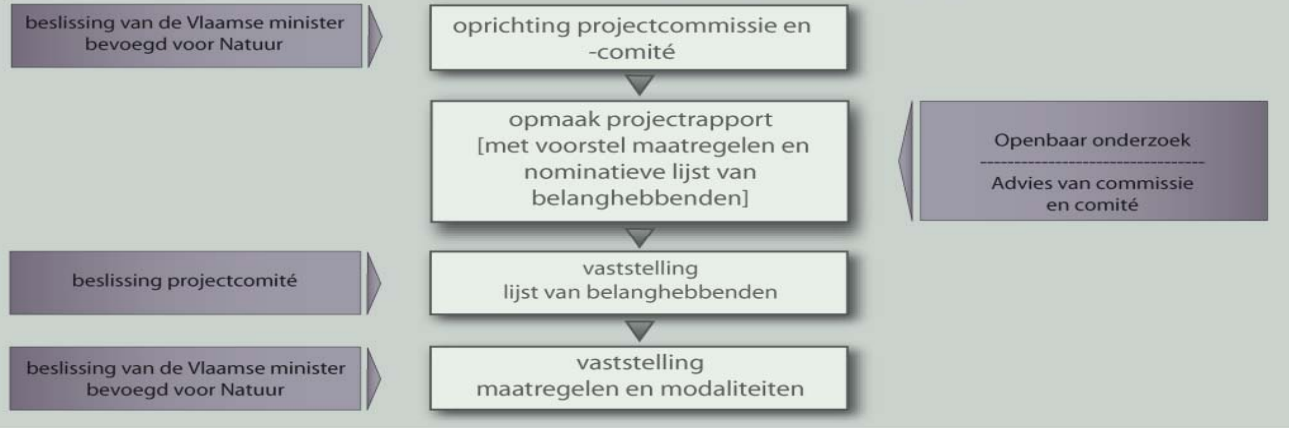 beslissing van de Vlaamse minister
bevoegd voor Natuur
oprichting projectcommissie en
-comité
opmaak projectrapport
[met voorstel maatregelen en
nominatieve lijst van
belanghebbenden]
Openbaar onderzoek
---------------------------------
Advies van commissie
en comité
beslissing projectcomité
vaststelling
lijst van belanghebbenden
beslissing van de Vlaamse minister
bevoegd voor Natuur
vaststelling
maatregelen en modaliteiten